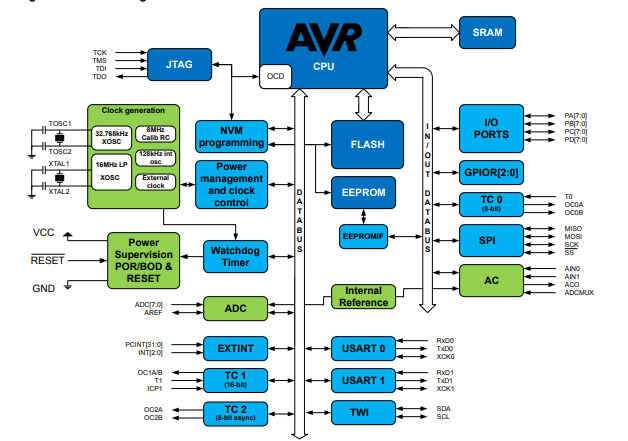 AVR
CPU
OCD
SRAM
TCK
TMS
TDI
TDO
JTAG
Clock generation
TOSC1
TOSC2
XTAL1
XTAL2
32.768kHz
XOSC
8MHz
Calib RC
16MHz LP
XOSC
128kHz int
osc
External
clock
NVM
programming
FLASH
I/O
PORTS
PA[7:0]
PB[7:0]
PC[7:0]
PD[7:0]
Power
management
and clock
control
EEPROM
GPIOR[2:0]
TC 0
(8-bit)
T0
OC0A
OC0B
EEPROMIF
SPI
MISO
MOSI
SCK
SS
VCC
RESET
GND
Power
Supervision
POR/BOD &
RESET
Watchdog
Timer
DATABUS
IN/OUT DATABUS
Internal
Reference
AC
AIN0
AIN1
ACO
ADCMUX
ADC[7:0]
AREF
ADC
PCINT[31:0]
INT[2:0]
EXTINT
USART 0
RxD0
TxD0
XCK0
OC1A/B
T1
ICP1
TC 1
(16-bit)
USART 1
RxD1
TxD1
XCK1
OC2A
OC2B
TC 2
(8-bit async)
TWI
SDA
SCL